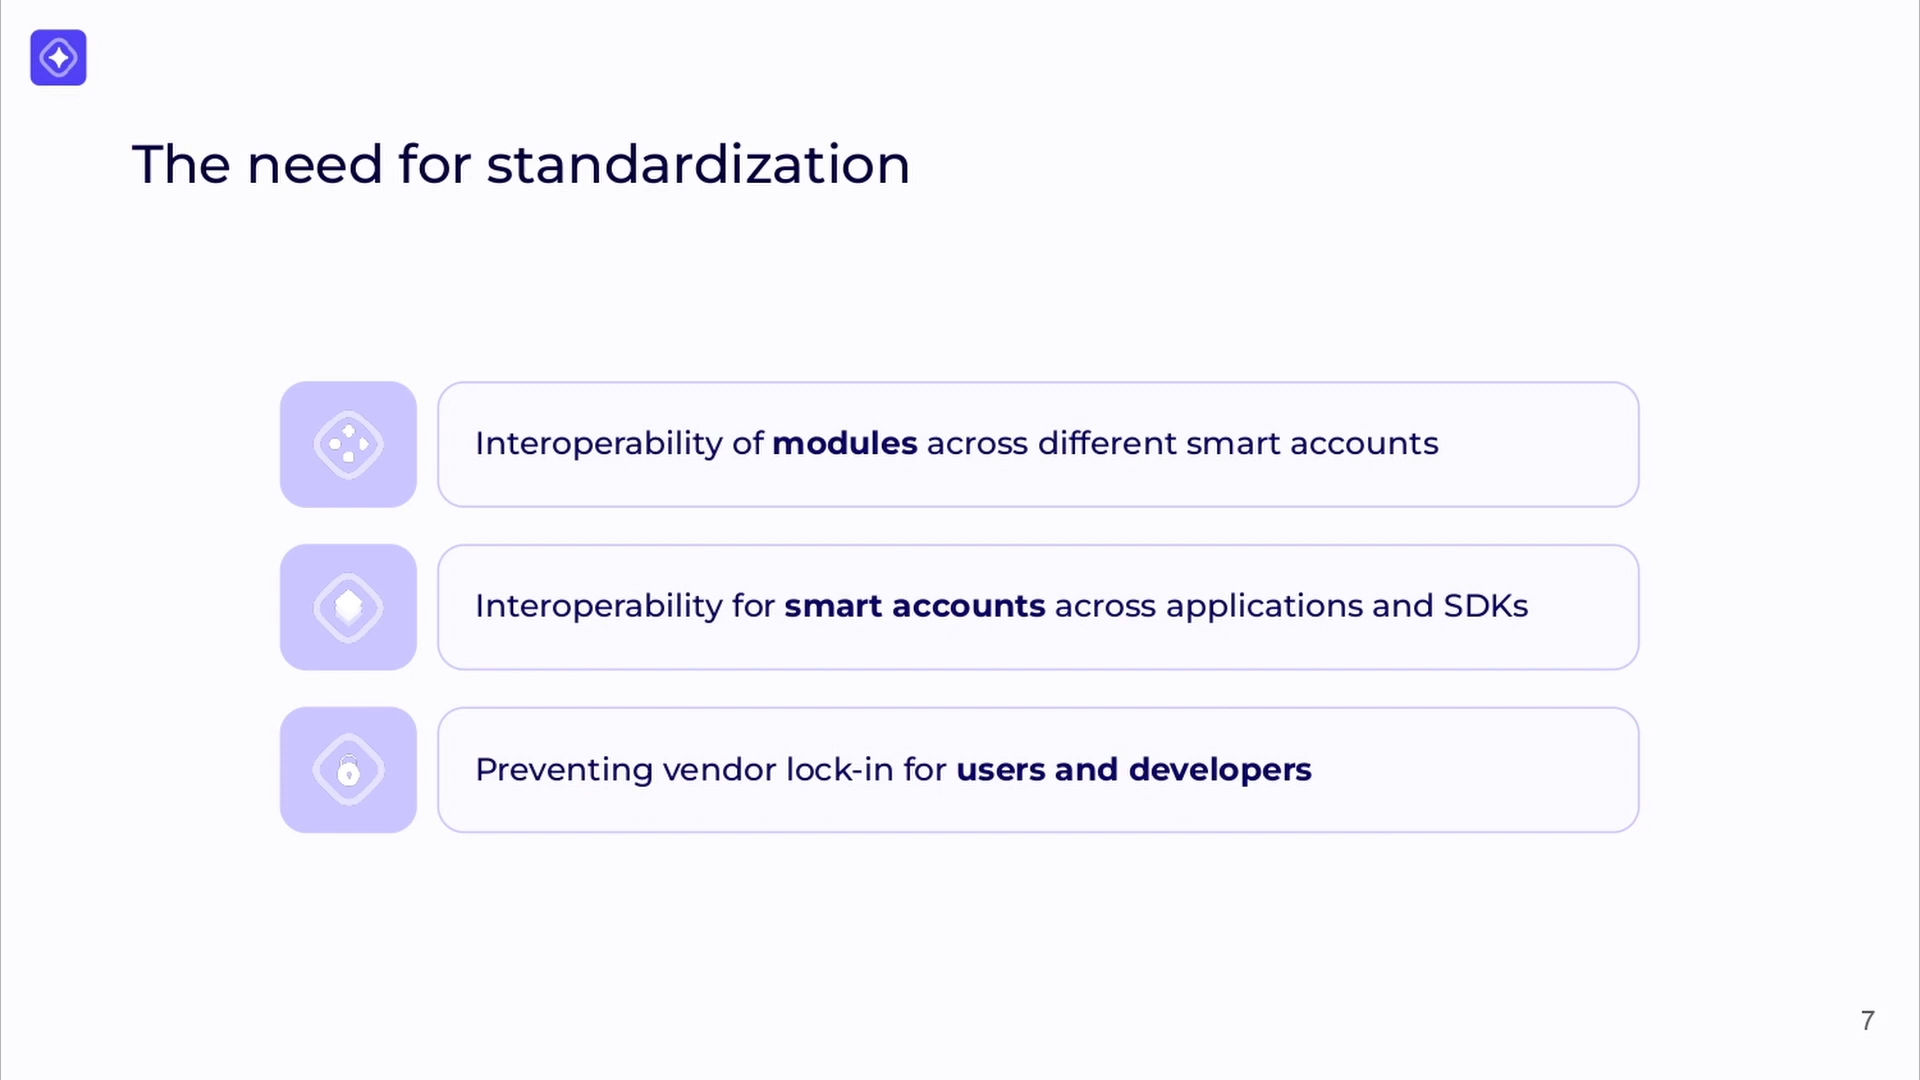 The need for standardization
Interoperability of modules across different smart accounts
Interoperability for smart accounts across applications and SDKs
Preventing vendor lock-in for users and developers
7